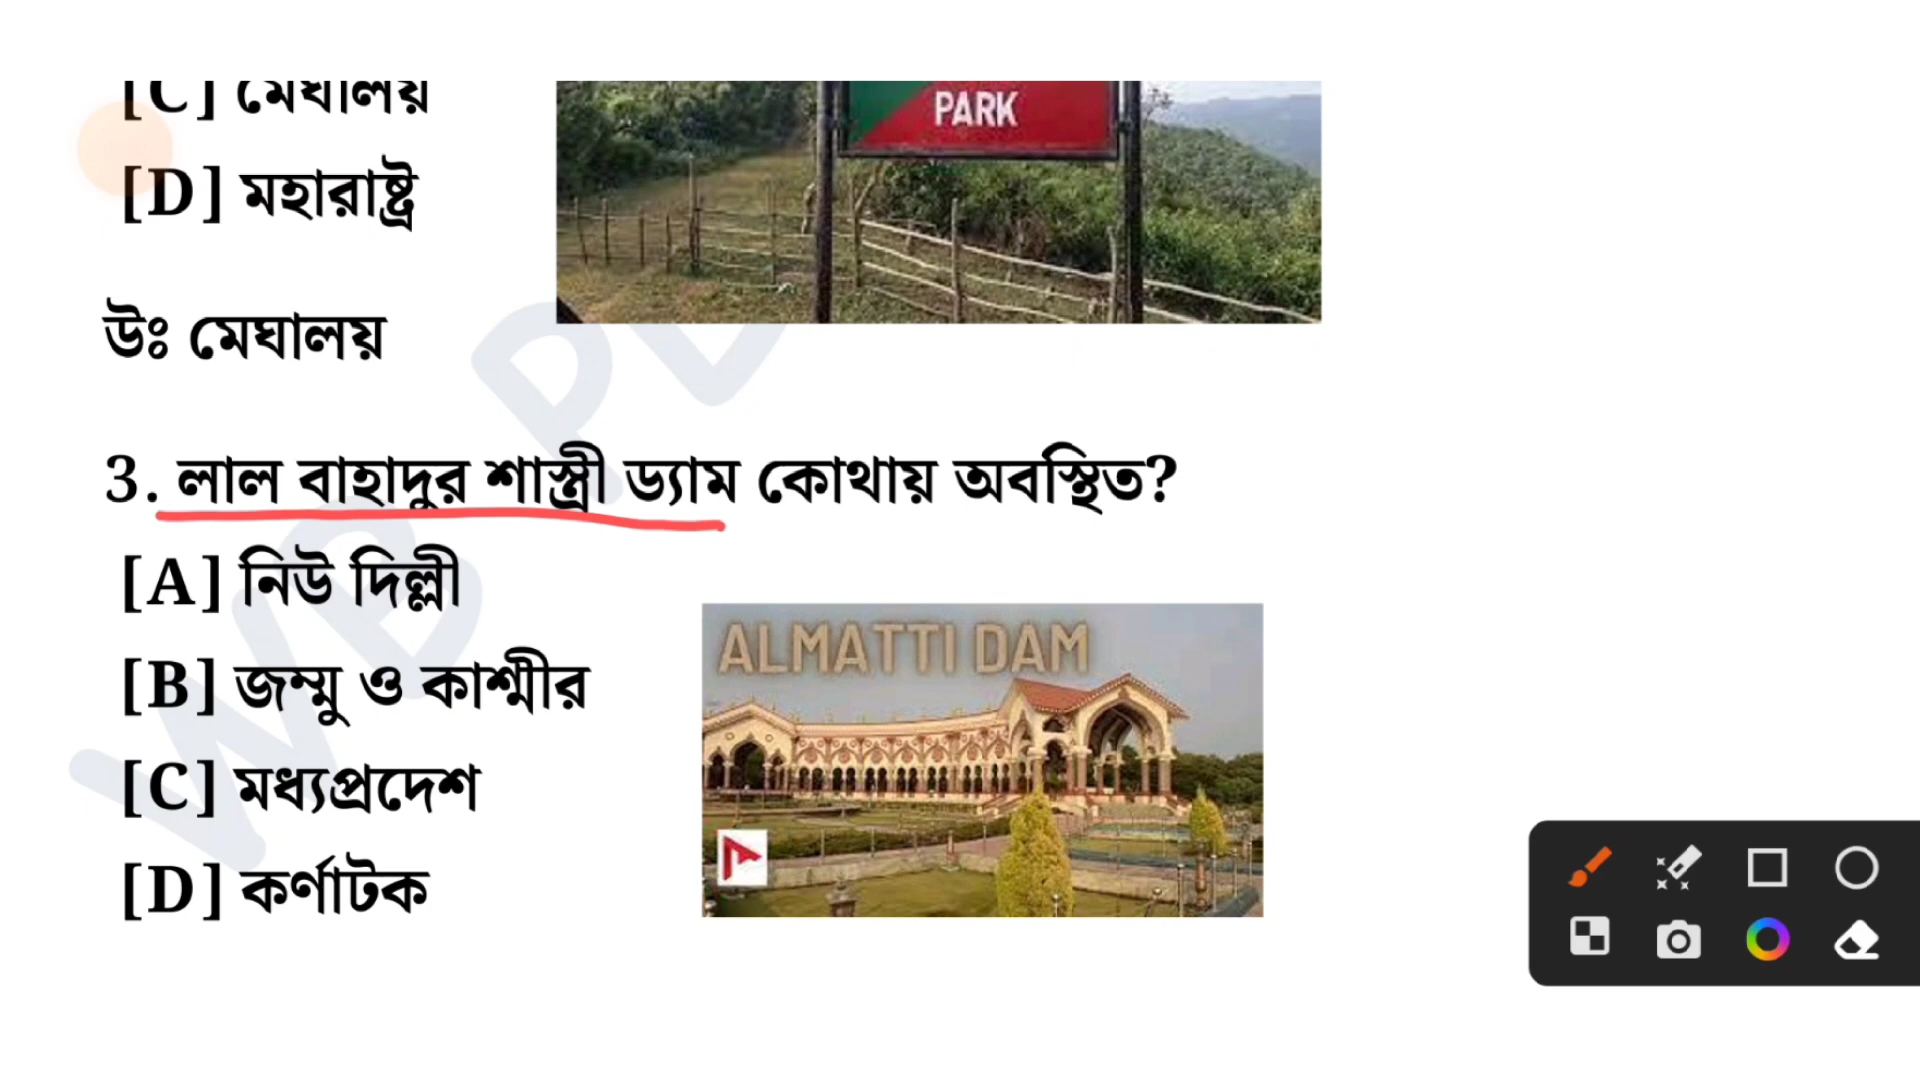 [C] মেঘালয়
PARK
[D] মহারাষ্ট্র
উঃ মেঘালয়
3. লাল বাহাদুর শাস্ত্রী ড্যাম কোথায় অবস্থিত?
[A] নিউ দিল্লী
[B] জম্মু ও কাশ্মীর
[C] মধ্যপ্রদেশ
[D] কর্ণাটক
ALMATTI DAM